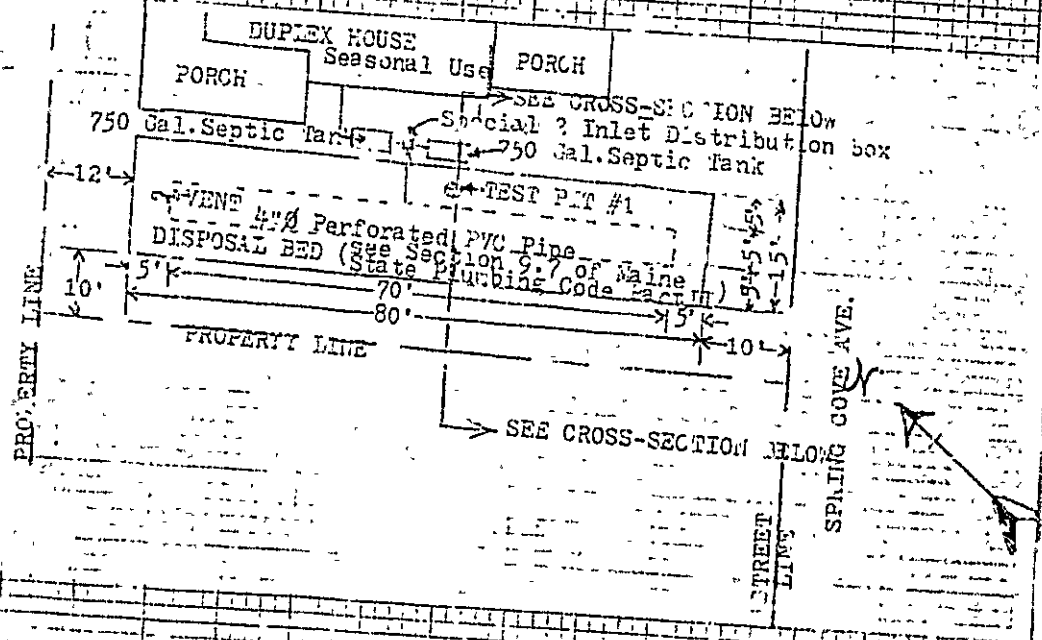 DUPLEX HOUSE
Seasonal Use
PORCH
PORCH
SEE CROSS-SECTION BELOW
Special 2 Inlet Distribution box
750 Gal.Septic Tank
750 Gal.Septic Tank
12'
TEST PIT #1
VENT
4"Ø Perforated PVC Pipe
DISPOSAL BED (See Section 9.7 of Maine
State Plumbing Code Part II)
5' 5'
15'
10'
5'
70'
5'
80'
10'
PROPERTY LINE
PROPERTY LINE
SPRING COVE AVE.
N
SEE CROSS-SECTION BELOW
STREET
LINE